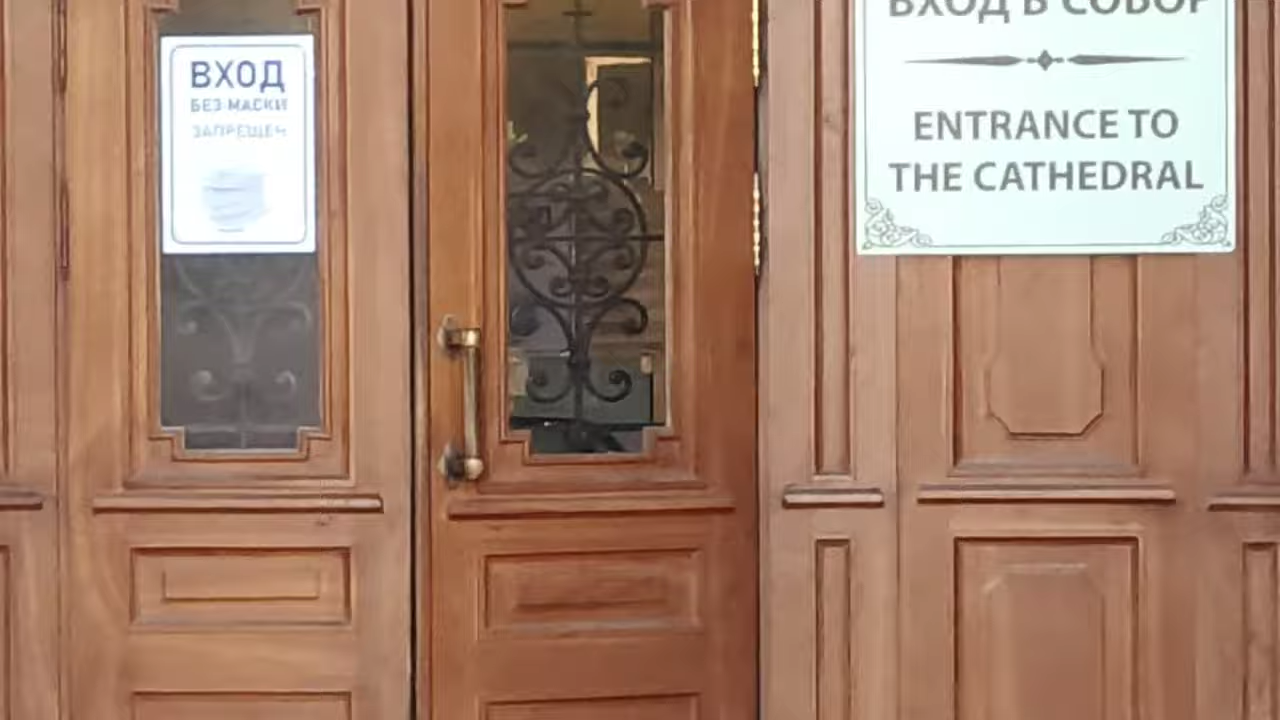 ВХОД
БЕЗ МАСКИ
ЗАПРЕЩЕН
ВХОД В СОБОР
ENTRANCE TO
THE CATHEDRAL